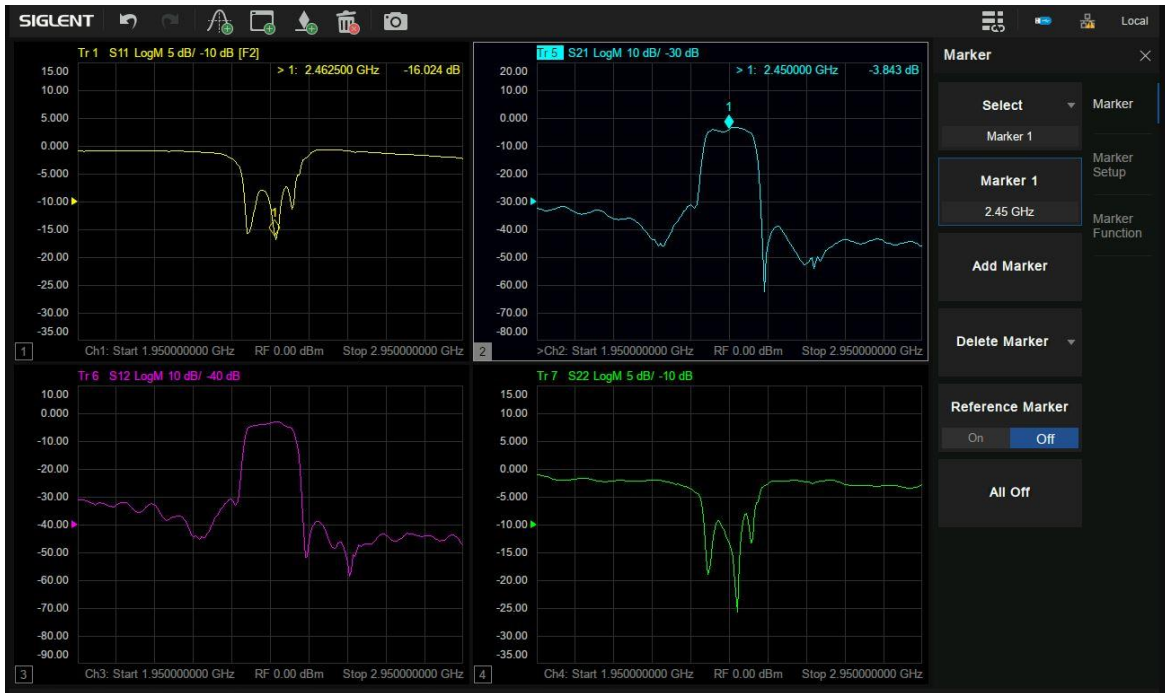 SIGLENT
Local
Tr 1 S11 LogM 5 dB/ -10 dB [F2]
> 1: 2.462500 GHz -16.024 dB
15.00
10.00
5.000
0.000
-5.000
-10.00
-15.00
-20.00
-25.00
-30.00
-35.00
1
1
Ch1: Start 1.950000000 GHz RF 0.00 dBm Stop 2.950000000 GHz
Tr 5 S21 LogM 10 dB/ -30 dB
> 1: 2.450000 GHz -3.843 dB
20.00
10.00
0.000
-10.00
-20.00
-30.00
-40.00
-50.00
-60.00
-70.00
-80.00
1
2
>Ch2: Start 1.950000000 GHz RF 0.00 dBm Stop 2.950000000 GHz
Tr 6 S12 LogM 10 dB/ -40 dB
10.00
0.000
-10.00
-20.00
-30.00
-40.00
-50.00
-60.00
-70.00
-80.00
-90.00
3
Ch3: Start 1.950000000 GHz RF 0.00 dBm Stop 2.950000000 GHz
Tr 7 S22 LogM 5 dB/ -10 dB
15.00
10.00
5.000
0.000
-5.000
-10.00
-15.00
-20.00
-25.00
-30.00
-35.00
4
Ch4: Start 1.950000000 GHz RF 0.00 dBm Stop 2.950000000 GHz
Marker
Select
Marker 1
Marker 1
2.45 GHz
Add Marker
Delete Marker
Reference Marker
On Off
All Off
Marker
Marker
Setup
Marker
Function